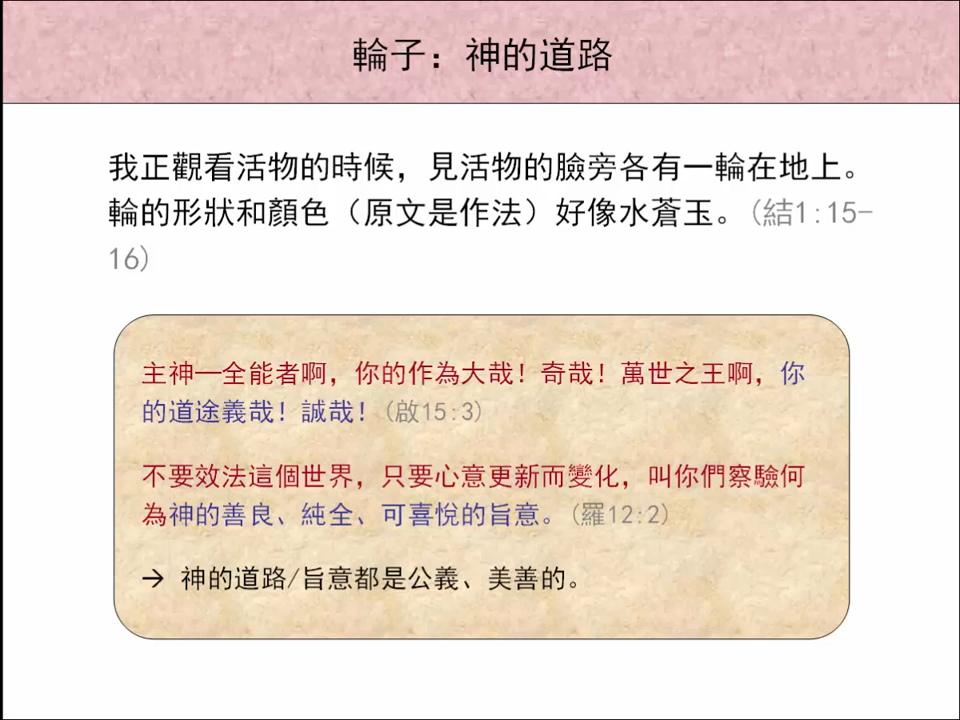 輪子：神的道路
我正觀看活物的時候，見活物的臉旁各有一輪在地上。
輪的形狀和顏色（原文是作法）好像水蒼玉。(結1:15-
16)
主神—全能者啊，你的作為大哉！奇哉！萬世之王啊，你
的道途義哉！誠哉！(啟15:3)
不要效法這個世界，只要心意更新而變化，叫你們察驗何
為神的善良、純全、可喜悅的旨意。(羅12:2)
→ 神的道路/旨意都是公義、美善的。